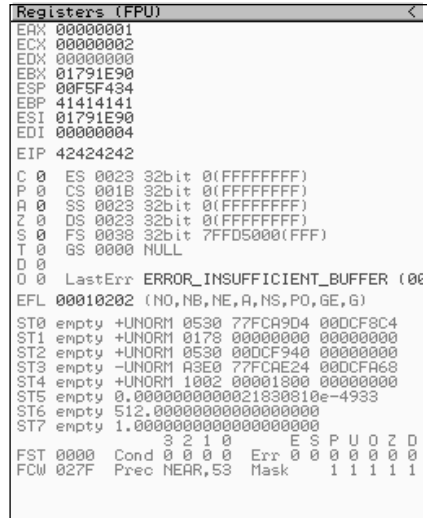 Registers (FPU) <
EAX 00000001
ECX 00000002
EDX 00000000
EBX 01791E90
ESP 00F5F434
EBP 41414141
ESI 01791E90
EDI 00000004
EIP 42424242
C 0 ES 0023 32bit 0(FFFFFFFF)
P 0 CS 001B 32bit 0(FFFFFFFF)
A 0 SS 0023 32bit 0(FFFFFFFF)
Z 0 DS 0023 32bit 0(FFFFFFFF)
S 0 FS 0038 32bit 7FFD5000(FFF)
T 0 GS 0000 NULL
D 0
O 0 LastErr ERROR_INSUFFICIENT_BUFFER (00
EFL 00010202 (NO,NB,NE,A,NS,PO,GE,G)
ST0 empty +UNORM 0530 77FCA9D4 00DCF8C4
ST1 empty +UNORM 0178 00000000 00000000
ST2 empty +UNORM 0530 00DCF940 00000000
ST3 empty -UNORM A3E0 77FCAE24 00DCFA68
ST4 empty +UNORM 1002 00001800 00000000
ST5 empty 0.0000000000021830810e-4933
ST6 empty 512.00000000000000000
ST7 empty 1.0000000000000000000
3 2 1 0 E S P U O Z D
FST 0000 Cond 0 0 0 0 Err 0 0 0 0 0 0 0
FCW 027F Prec NEAR,53 Mask 1 1 1 1 1